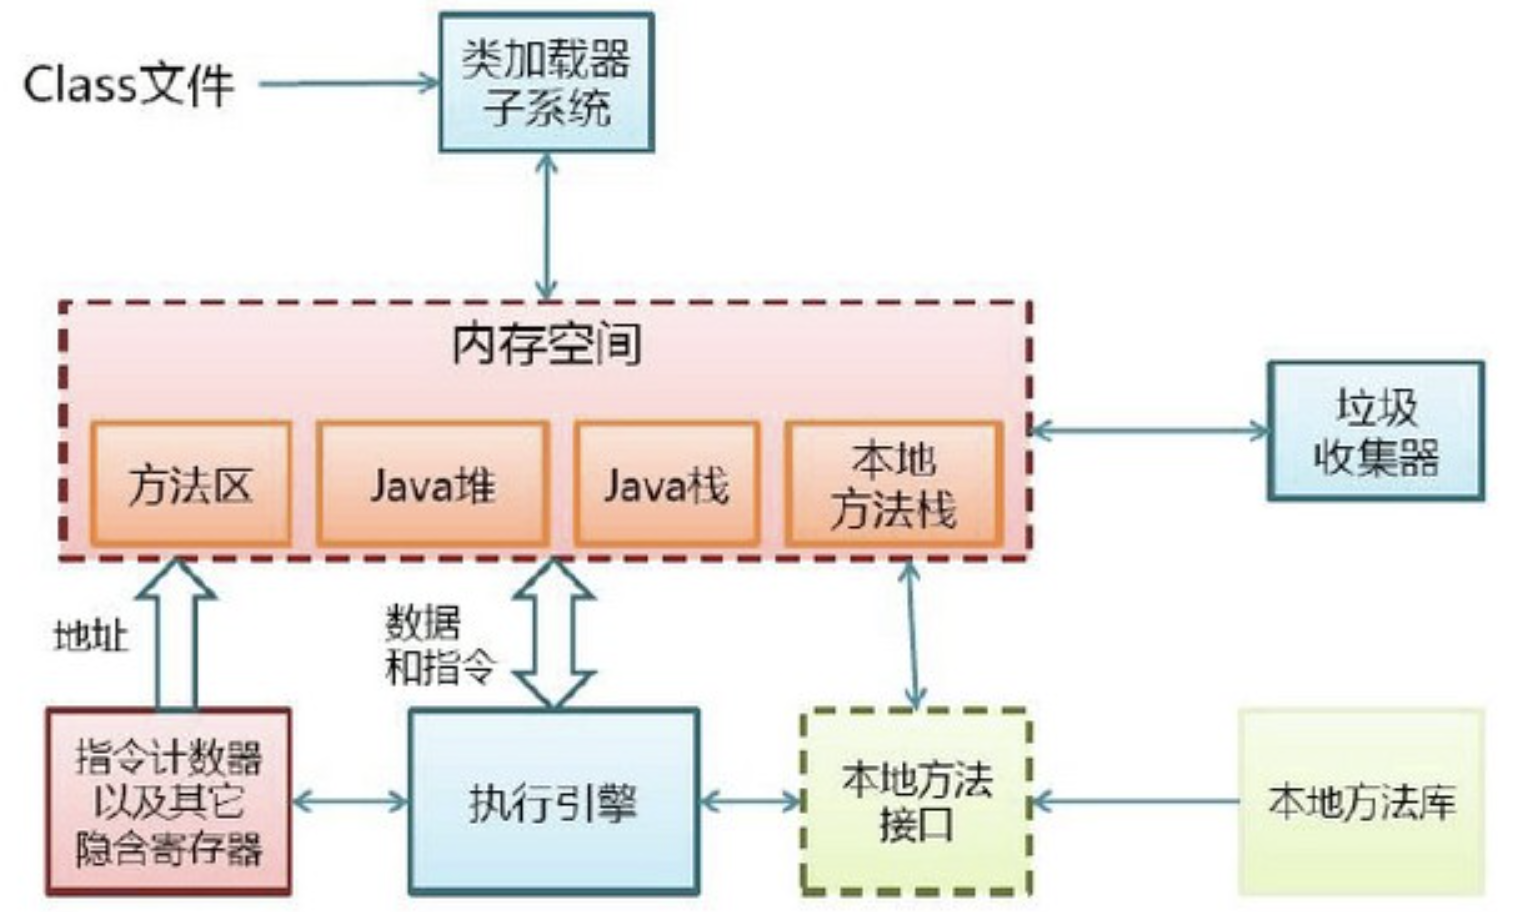 Class文件
类加载器
子系统
内存空间
方法区
Java堆
Java栈
本地
方法栈
垃圾
收集器
地址
数据
和指令
指令计数器
以及其它
隐含寄存器
执行引擎
本地方法
接口
本地方法库